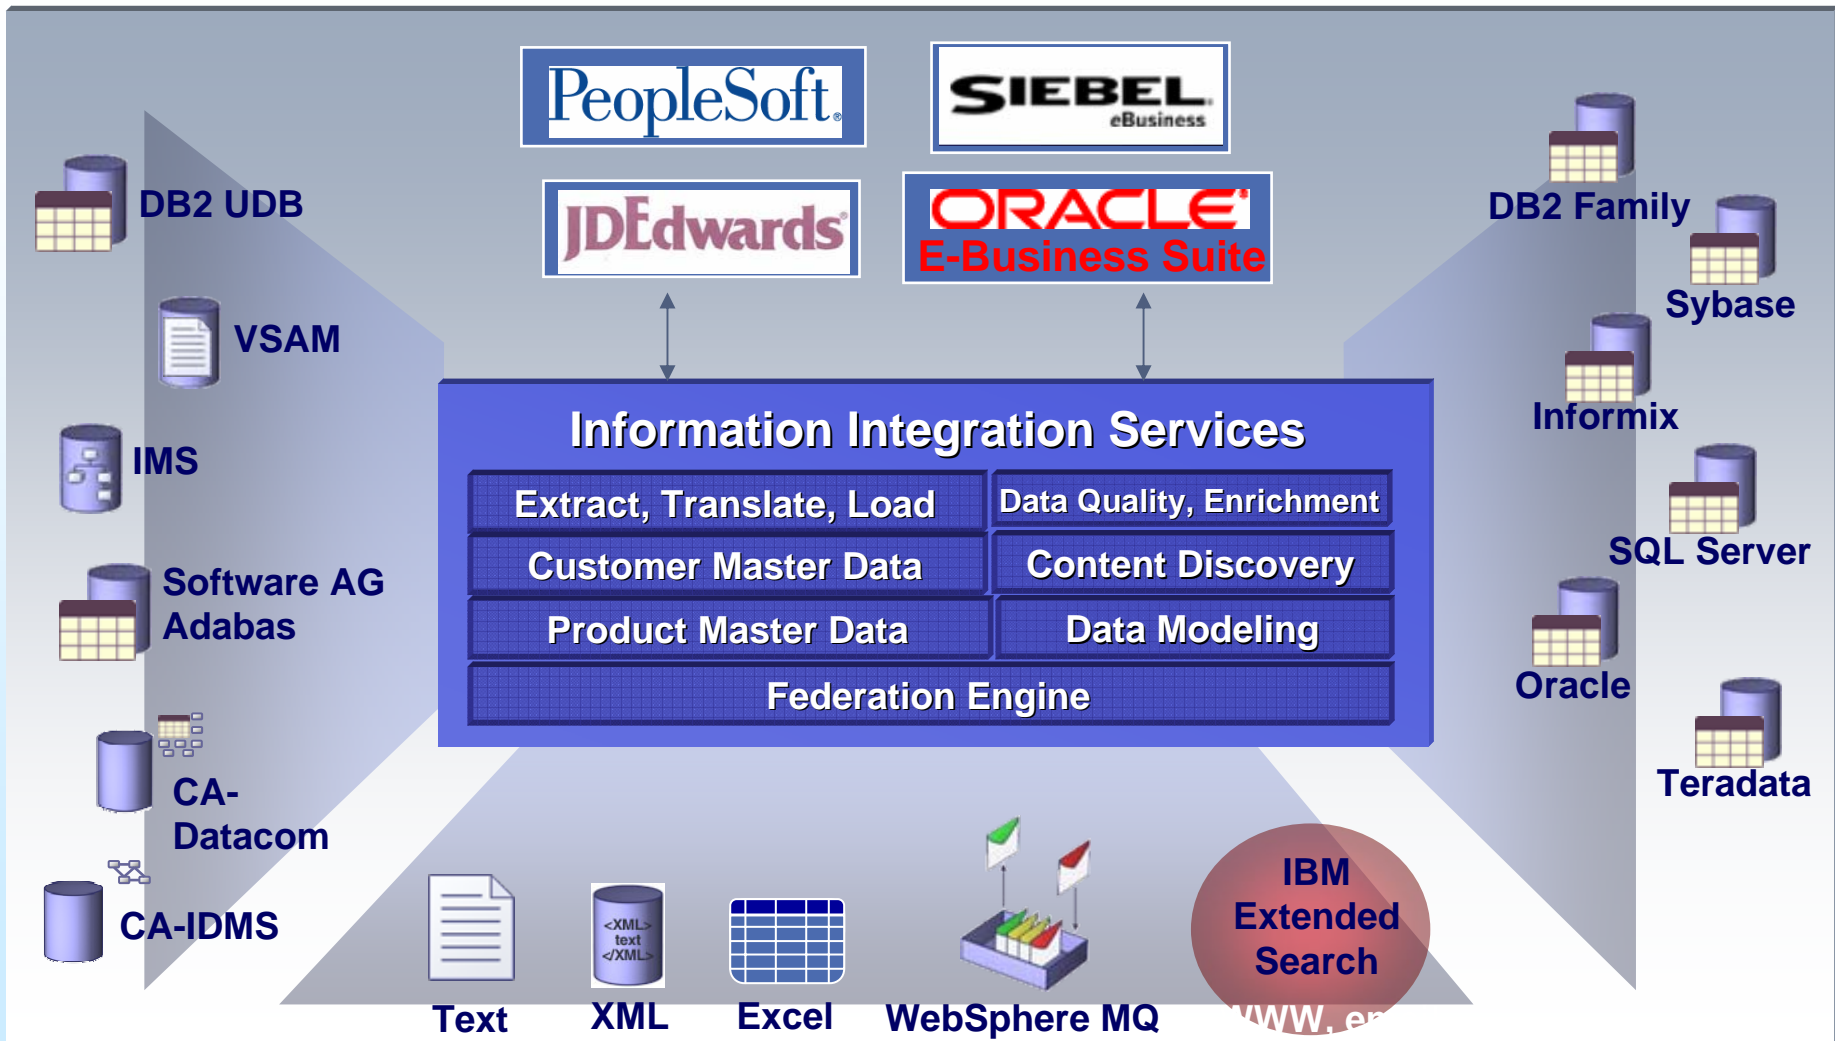 PeopleSoft®
SIEBEL
eBusiness
JDEdwards®
ORACLE®
E-Business Suite
DB2 UDB
VSAM
IMS
Software AG
Adabas
CA-
Datacom
CA-IDMS
Information Integration Services
Extract, Translate, Load
Data Quality, Enrichment
Customer Master Data
Content Discovery
Product Master Data
Data Modeling
Federation Engine
DB2 Family
Sybase
Informix
SQL Server
Oracle
Teradata
<XML>
text
</XML>
Text
XML
Excel
WebSphere MQ
IBM
Extended
Search
WWW,